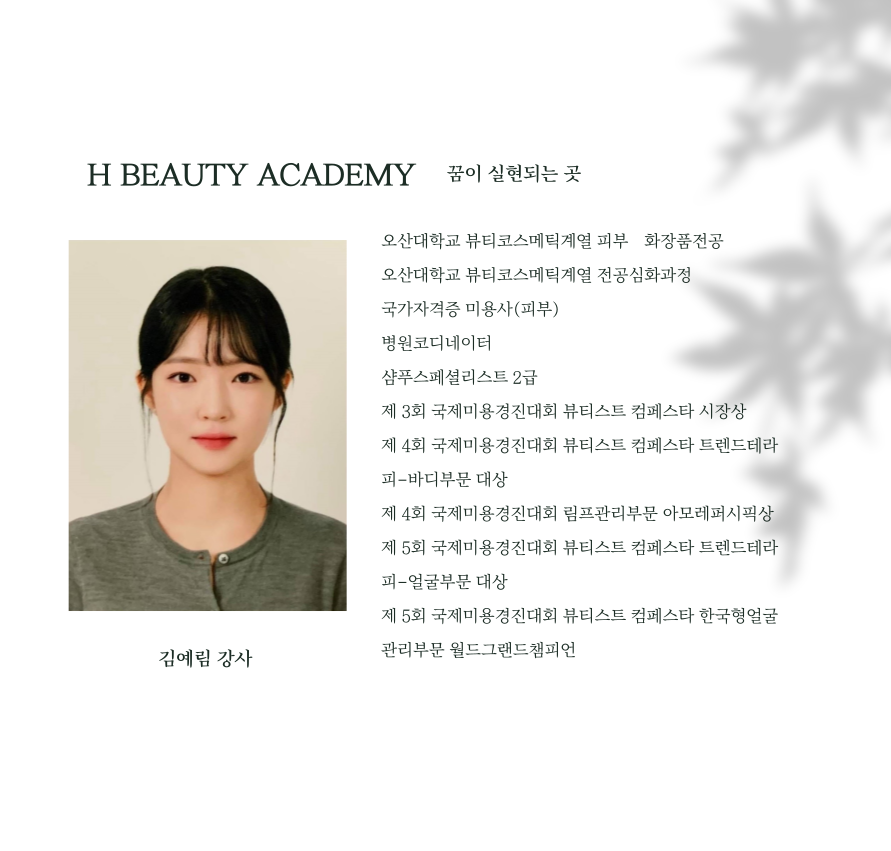 H BEAUTY ACADEMY 꿈이 실현되는 곳
오산대학교 뷰티코스메틱계열 피부 화장품전공
오산대학교 뷰티코스메틱계열 전공심화과정
국가자격증 미용사(피부)
병원코디네이터
샴푸스페셜리스트 2급
제 3회 국제미용경진대회 뷰티스트 컴페스타 시장상
제 4회 국제미용경진대회 뷰티스트 컴페스타 트렌드테라
피-바디부문 대상
제 4회 국제미용경진대회 림프관리부문 아모레퍼시픽상
제 5회 국제미용경진대회 뷰티스트 컴페스타 트렌드테라
피-얼굴부문 대상
제 5회 국제미용경진대회 뷰티스트 컴페스타 한국형얼굴
관리부문 월드그랜드챔피언
김예림 강사